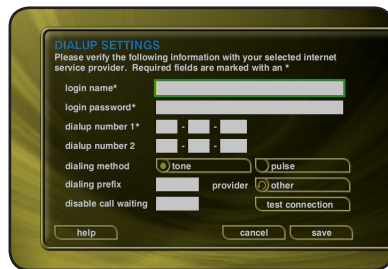 DIALUP SETTINGS
Please verify the following information with your selected internet
service provider. Required fields are marked with an *
login name*
login password*
dialup number 1* - -
dialup number 2 - -
dialing method tone pulse
dialing prefix provider other
disable call waiting test connection
help cancel save